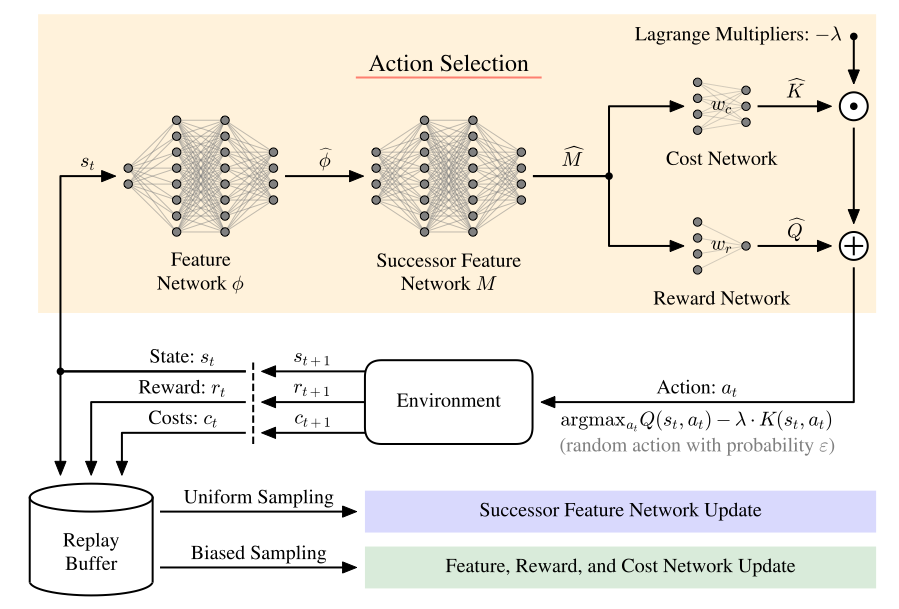 Lagrange Multipliers: −λ
Action Selection
s_t
ϕ̂
M̂
w_c
K̂
Cost Network
w_r
Q̂
Reward Network
Feature
Network ϕ
Successor Feature
Network M
State: s_t
s_{t+1}
Reward: r_t
r_{t+1}
Costs: c_t
c_{t+1}
Environment
Action: a_t
argmax_{a_t} Q(s_t, a_t) − λ · K(s_t, a_t)
(random action with probability ε)
Replay
Buffer
Uniform Sampling
Successor Feature Network Update
Biased Sampling
Feature, Reward, and Cost Network Update